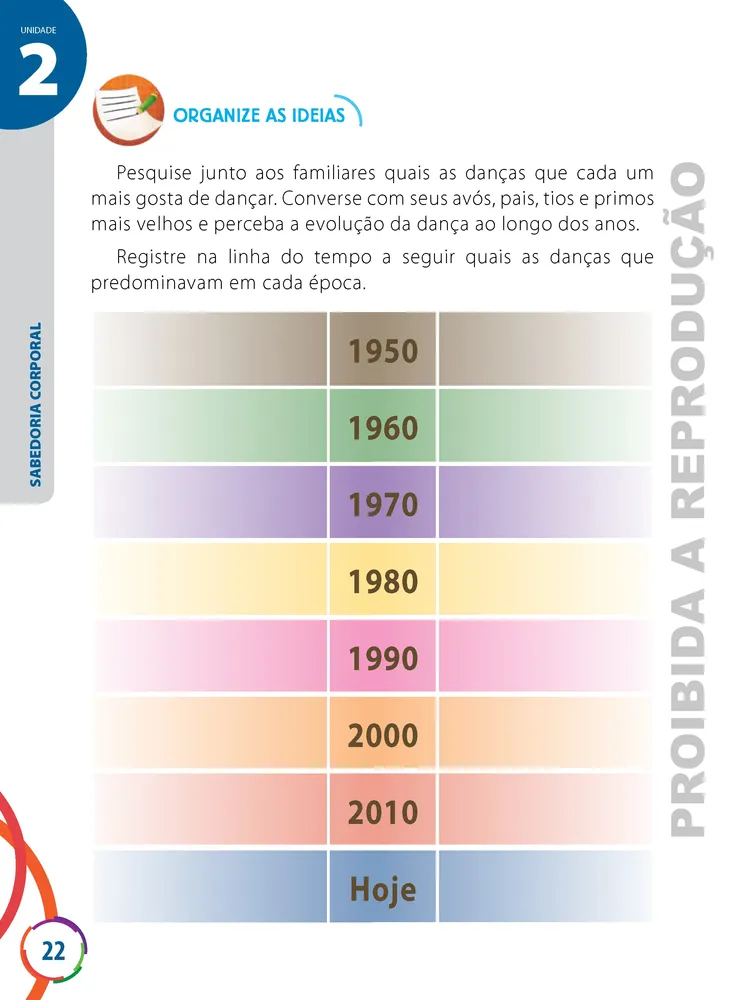 UNIDADE
2
ORGANIZE AS IDEIAS
Pesquise junto aos familiares quais as danças que cada um
mais gosta de dançar. Converse com seus avós, pais, tios e primos
mais velhos e perceba a evolução da dança ao longo dos anos.
Registre na linha do tempo a seguir quais as danças que
predominavam em cada época.
1950
1960
1970
1980
1990
2000
2010
Hoje
SABEDORIA CORPORAL
PROIBIDA A REPRODUÇÃO
22